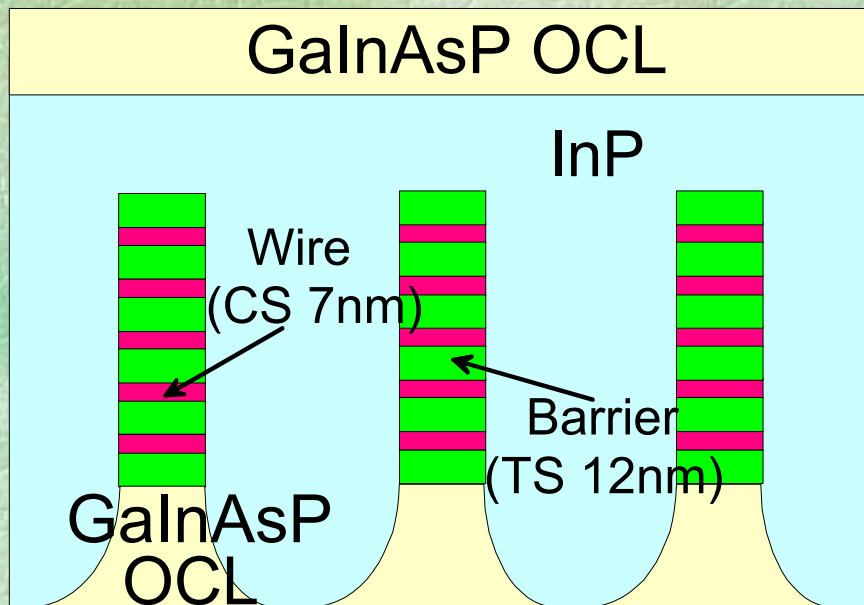 GaInAsP OCL
InP
Wire
(CS 7nm)
Barrier
(TS 12nm)
GaInAsP
OCL